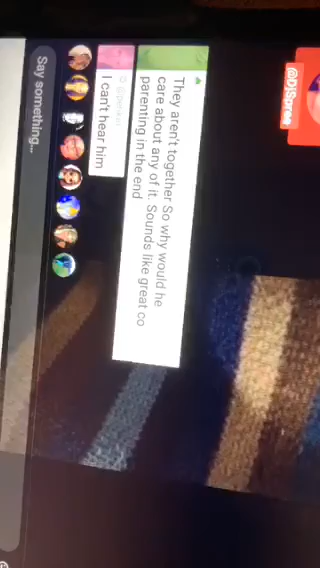 @DjSpree
They aren't together So why would he
care about any of it. Sounds like great co
parenting in the end
I can't hear him
Say something...